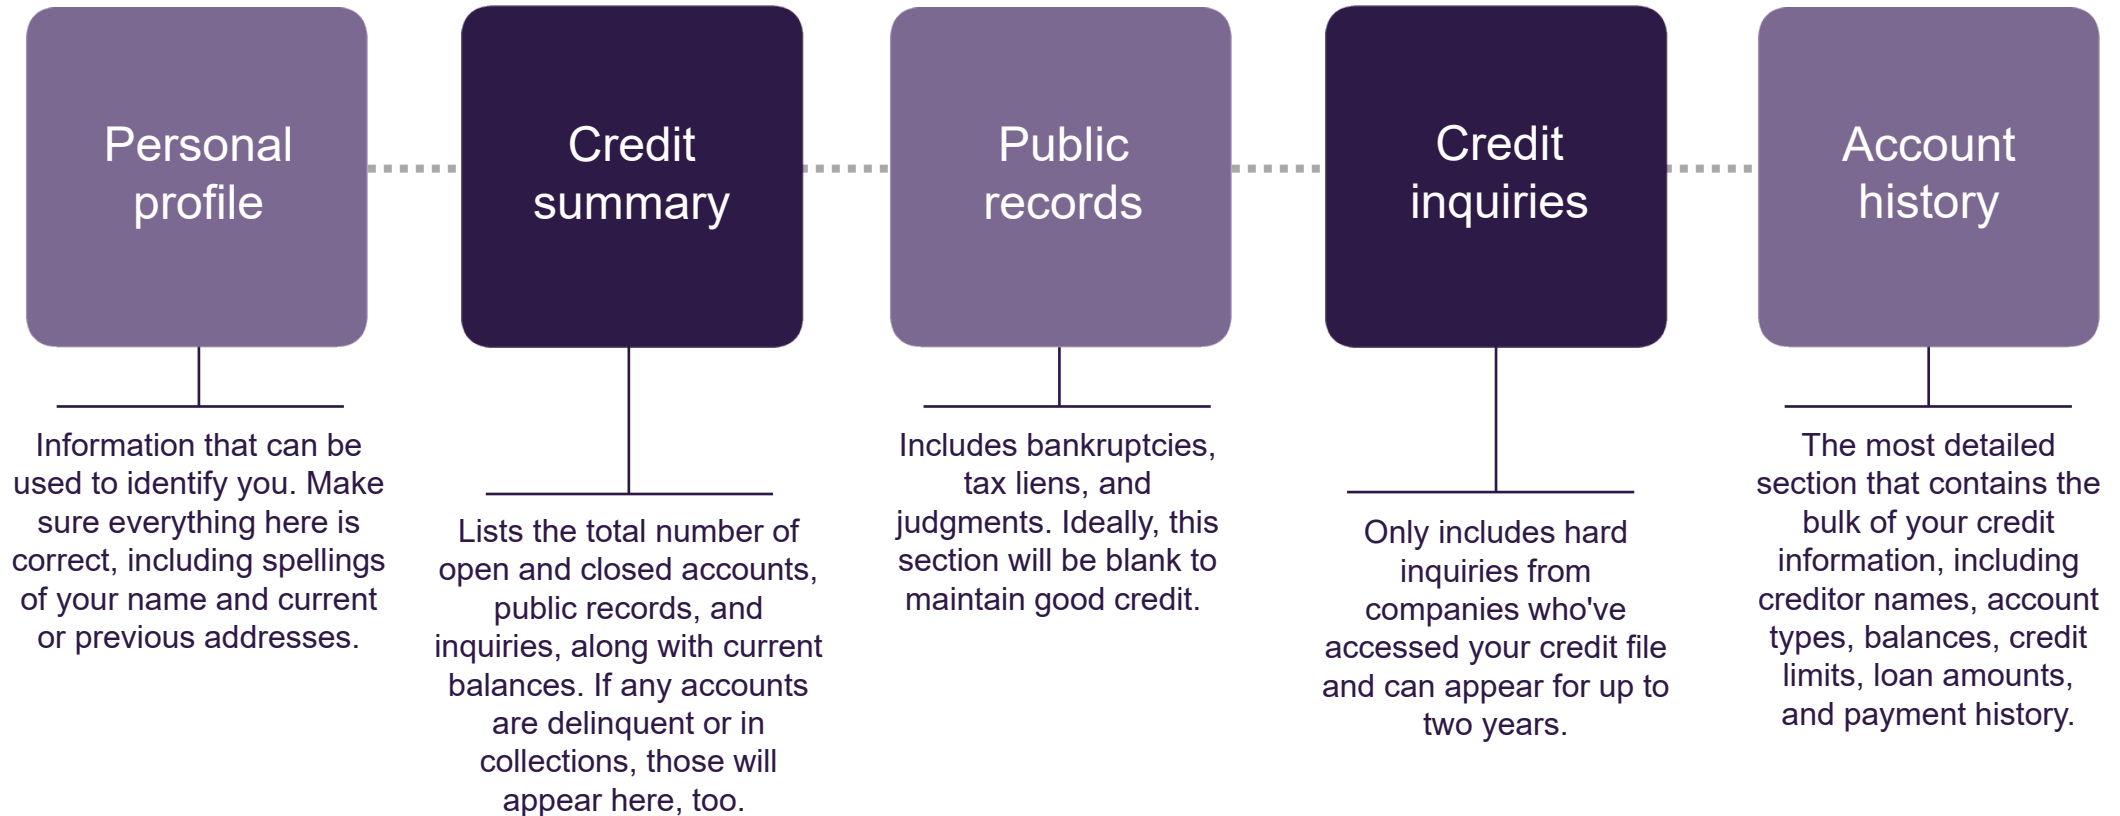 Personal
profile
Credit
summary
Public
records
Credit
inquiries
Account
history
Information that can be
used to identify you. Make
sure everything here is
correct, including spellings
of your name and current
or previous addresses.
Lists the total number of
open and closed accounts,
public records, and
inquiries, along with current
balances. If any accounts
are delinquent or in
collections, those will
appear here, too.
Includes bankruptcies,
tax liens, and
judgments. Ideally, this
section will be blank to
maintain good credit.
Only includes hard
inquiries from
companies who've
accessed your credit file
and can appear for up to
two years.
The most detailed
section that contains the
bulk of your credit
information, including
creditor names, account
types, balances, credit
limits, loan amounts,
and payment history.